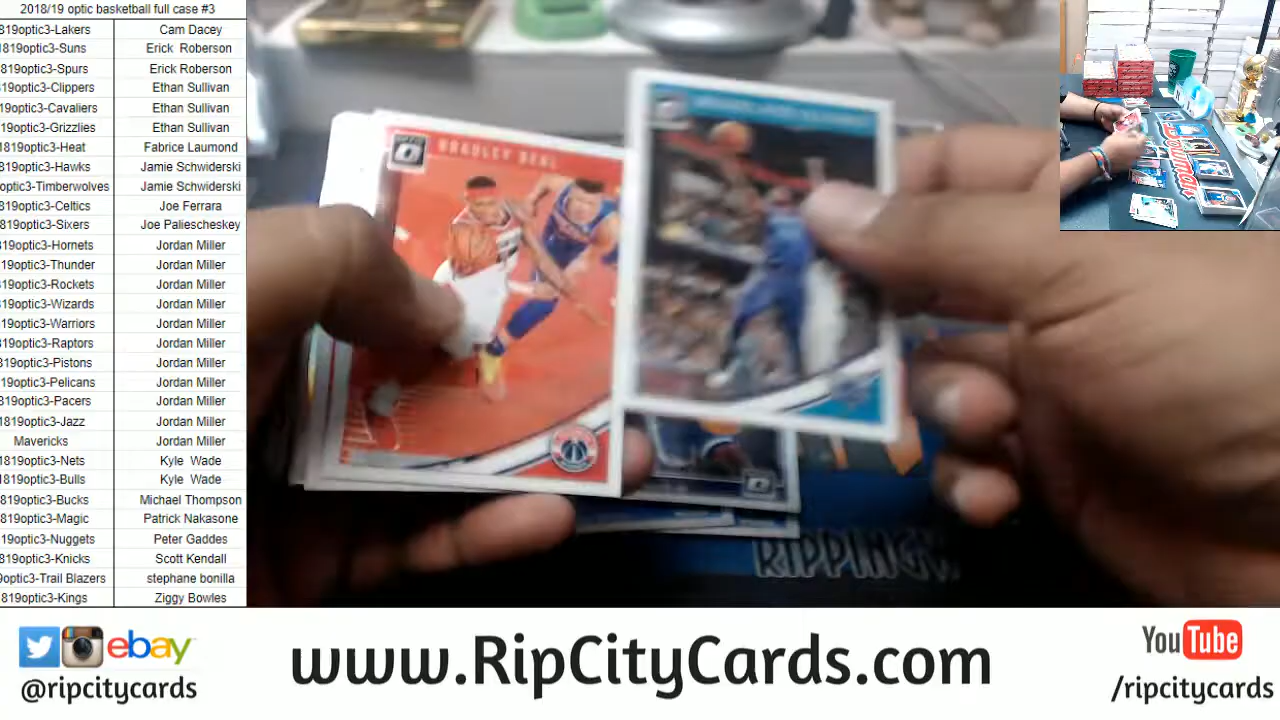 2018/19 optic basketball full case #3
819optic3-Lakers Cam Dacey
1819optic3-Suns Erick Roberson
819optic3-Spurs Erick Roberson
819optic3-Clippers Ethan Sullivan
819optic3-Cavaliers Ethan Sullivan
819optic3-Grizzlies Ethan Sullivan
1819optic3-Heat Fabrice Laumond
819optic3-Hawks Jamie Schwiderski
optic3-Timberwolves Jamie Schwiderski
819optic3-Celtics Joe Ferrara
819optic3-Sixers Joe Paliescheskey
19optic3-Hornets Jordan Miller
19optic3-Thunder Jordan Miller
19optic3-Rockets Jordan Miller
19optic3-Wizards Jordan Miller
19optic3-Warriors Jordan Miller
19optic3-Raptors Jordan Miller
19optic3-Pistons Jordan Miller
19optic3-Pelicans Jordan Miller
819optic3-Pacers Jordan Miller
1819optic3-Jazz Jordan Miller
Mavericks Jordan Miller
1819optic3-Nets Kyle Wade
1819optic3-Bulls Kyle Wade
819optic3-Bucks Michael Thompson
819optic3-Magic Patrick Nakasone
19optic3-Nuggets Peter Gaddes
819optic3-Knicks Scott Kendall
optic3-Trail Blazers stephane bonilla
819optic3-Kings Ziggy Bowles
BRADLEY BEAL
RIPPING
ebay
@ripcitycards
www.RipCityCards.com
YouTube
/ripcitycards